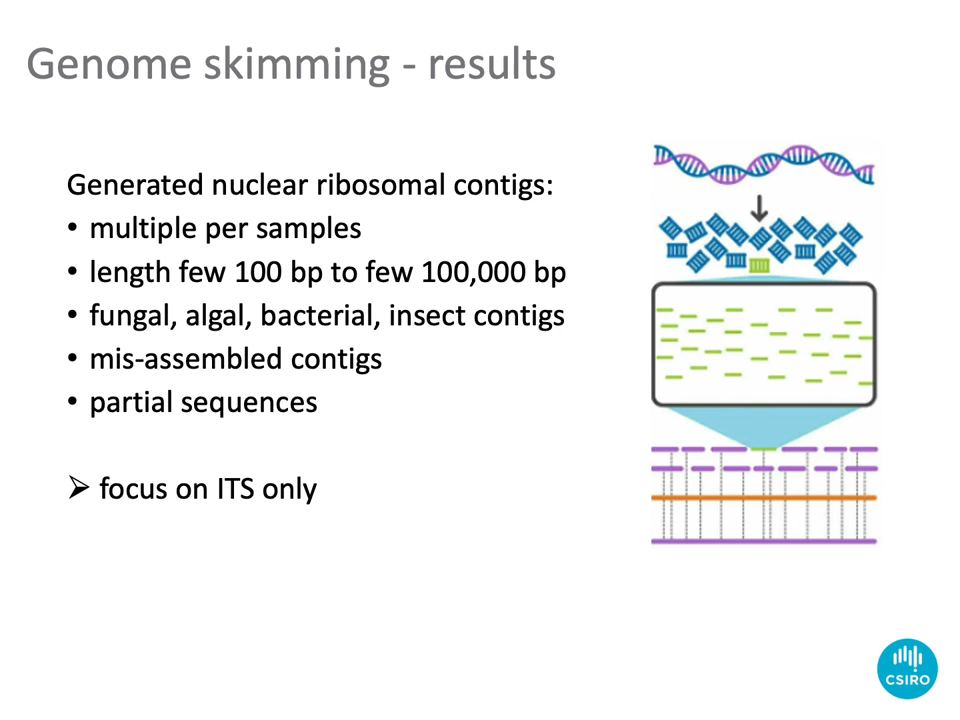 Genome skimming - results
Generated nuclear ribosomal contigs:
• multiple per samples
• length few 100 bp to few 100,000 bp
• fungal, algal, bacterial, insect contigs
• mis-assembled contigs
• partial sequences
➢ focus on ITS only
CSIRO